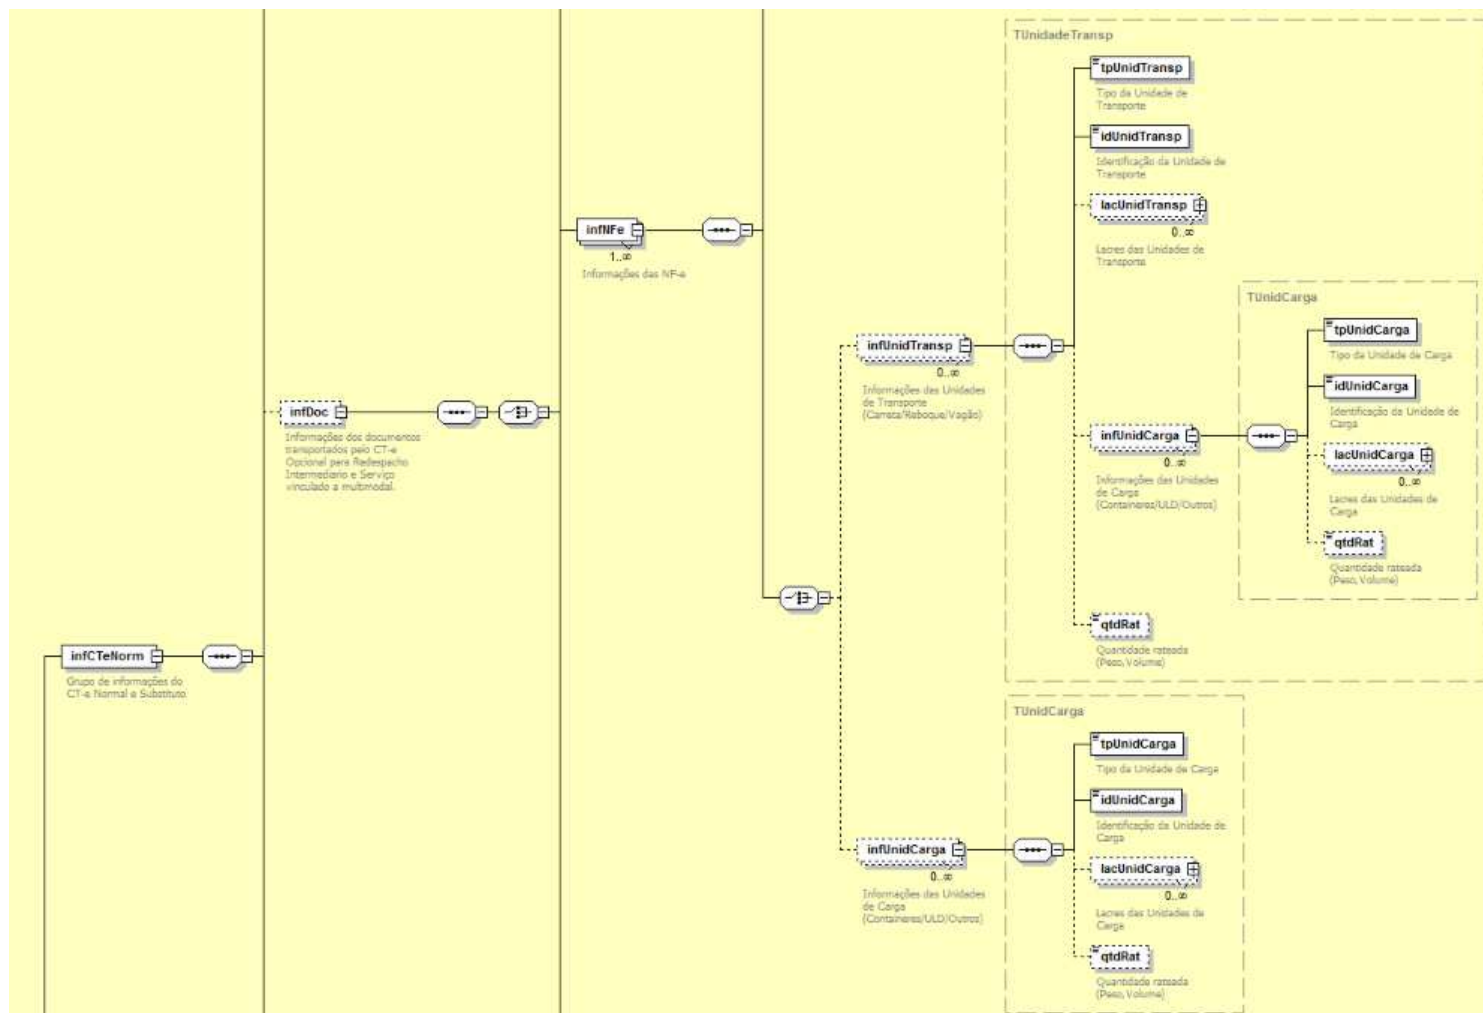 TUnidadeTransp
tpUnidTransp
Tipo da Unidade de
Transporte
idUnidTransp
Identificação da Unidade de
Transporte
lacUnidTransp
0..∞
Lacres das Unidades de
Transporte
infNFe
1..∞
Informações das NF-e
TUnidCarga
tpUnidCarga
Tipo da Unidade de Carga
idUnidCarga
Identificação da Unidade de
Carga
lacUnidCarga
0..∞
Lacres das Unidades de
Carga
qtdRat
Quantidade rateada
(Peso,Volume)
infUnidTransp
0..∞
Informações das Unidades
de Transporte
(Carreta/Reboque/Vagão)
infUnidCarga
0..∞
Informações das Unidades
de Carga
(Containeres/ULD/Outros)
infDoc
Informações dos documentos
transportados pelo CT-e
Opcional para Redespacho
Intermediario e Serviço
vinculado a multimodal.
qtdRat
Quantidade rateada
(Peso,Volume)
infCTeNorm
Grupo de informações do
CT-e Normal e Substituto
TUnidCarga
tpUnidCarga
Tipo da Unidade de Carga
idUnidCarga
Identificação da Unidade de
Carga
infUnidCarga
0..∞
Informações das Unidades
de Carga
(Containeres/ULD/Outros)
lacUnidCarga
0..∞
Lacres das Unidades de
Carga
qtdRat
Quantidade rateada
(Peso,Volume)